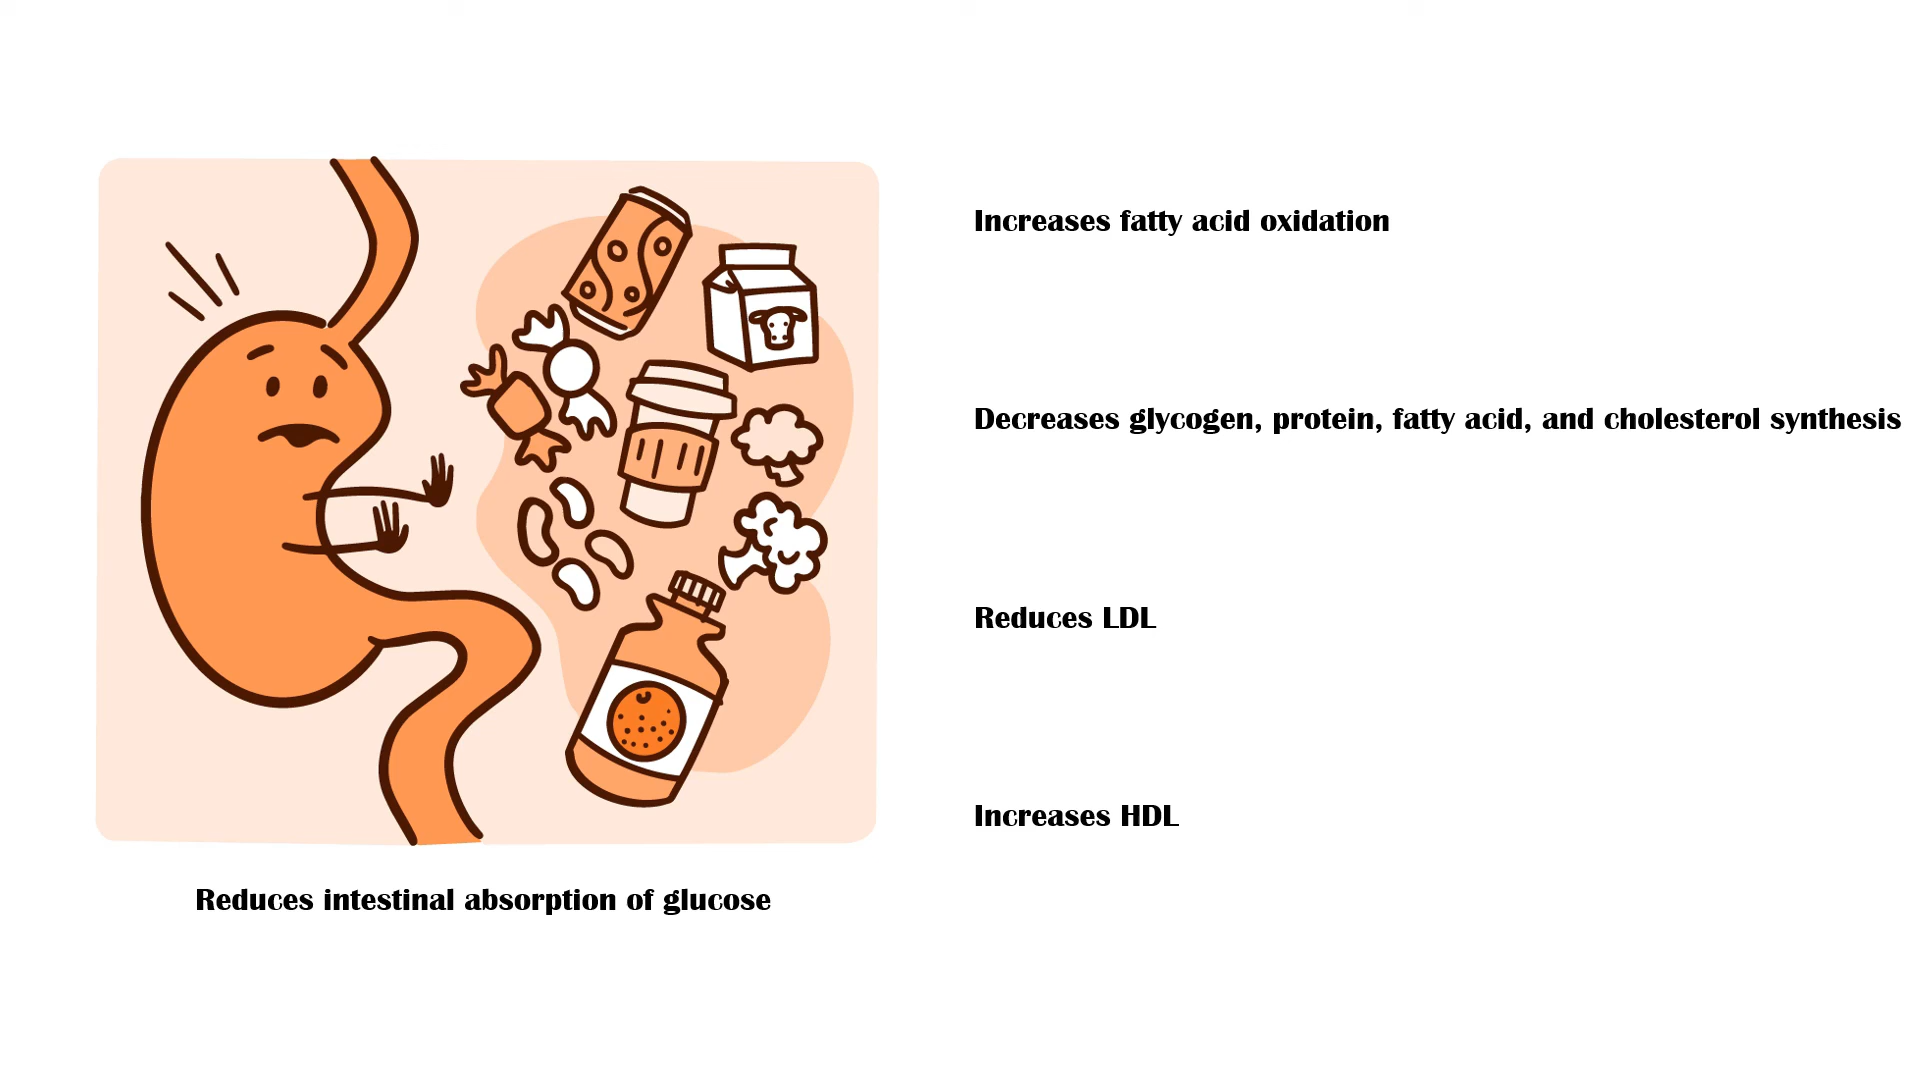 Increases fatty acid oxidation
Decreases glycogen, protein, fatty acid, and cholesterol synthesis
Reduces LDL
Increases HDL
Reduces intestinal absorption of glucose